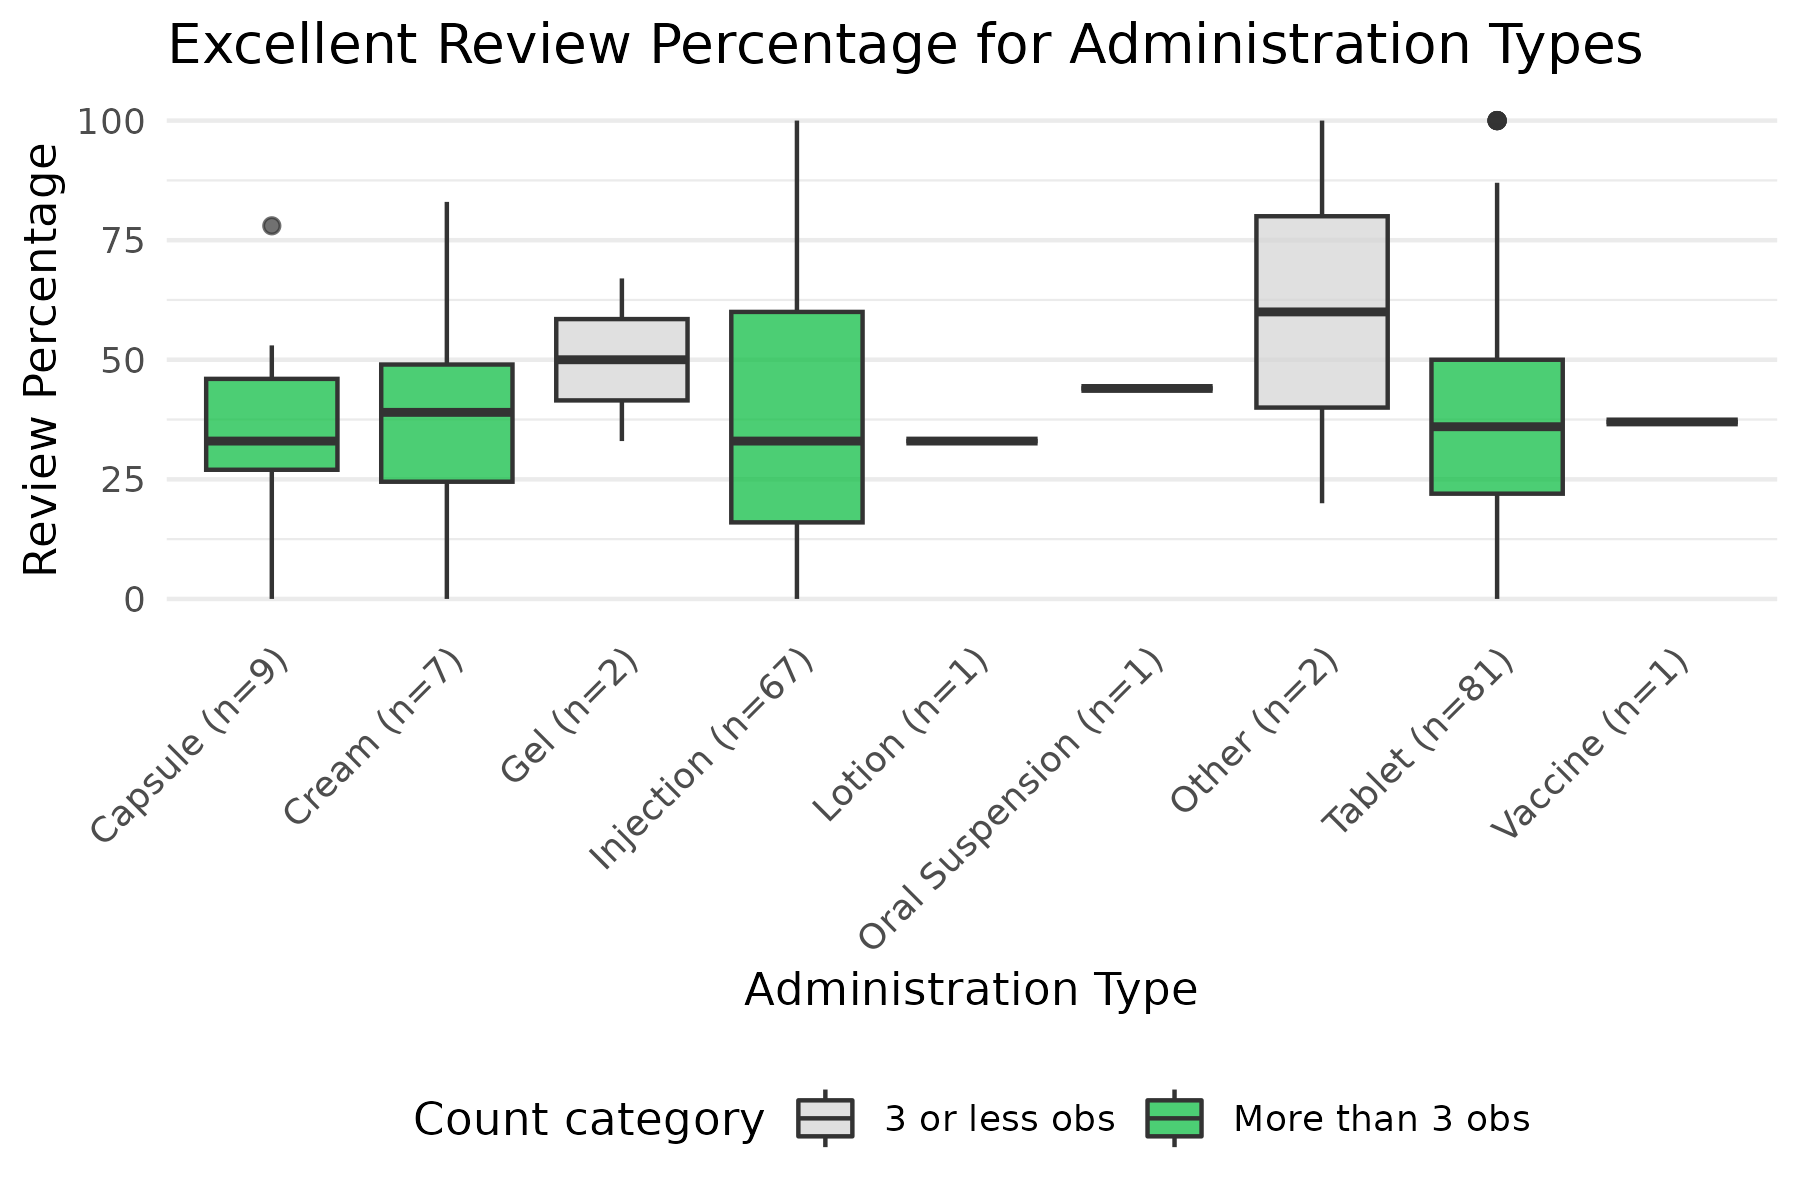 Excellent Review Percentage for Administration Types
Review Percentage
100
75
50
25
0
Capsule (n=9)
Cream (n=7)
Gel (n=2)
Injection (n=67)
Lotion (n=1)
Oral Suspension (n=1)
Other (n=2)
Tablet (n=81)
Vaccine (n=1)
Administration Type
Count category
3 or less obs
More than 3 obs